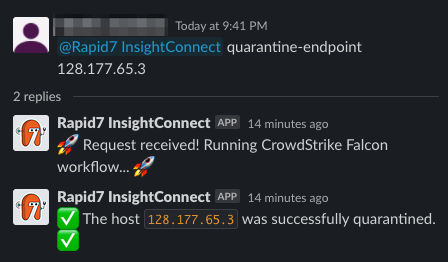 Today at 9:41 PM
@Rapid7 InsightConnect quarantine-endpoint
128.177.65.3
2 replies
Rapid7 InsightConnect APP 14 minutes ago
🚀 Request received! Running CrowdStrike Falcon
workflow... 🚀
Rapid7 InsightConnect APP 14 minutes ago
✅ The host 128.177.65.3 was successfully quarantined.
✅